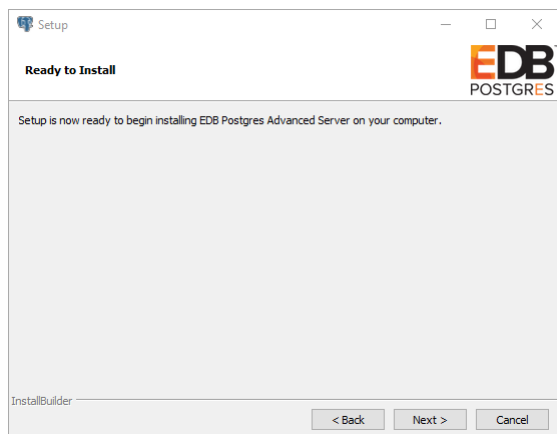 Setup
Ready to Install
EDB
POSTGRES
Setup is now ready to begin installing EDB Postgres Advanced Server on your computer.
InstallBuilder
< Back
Next >
Cancel